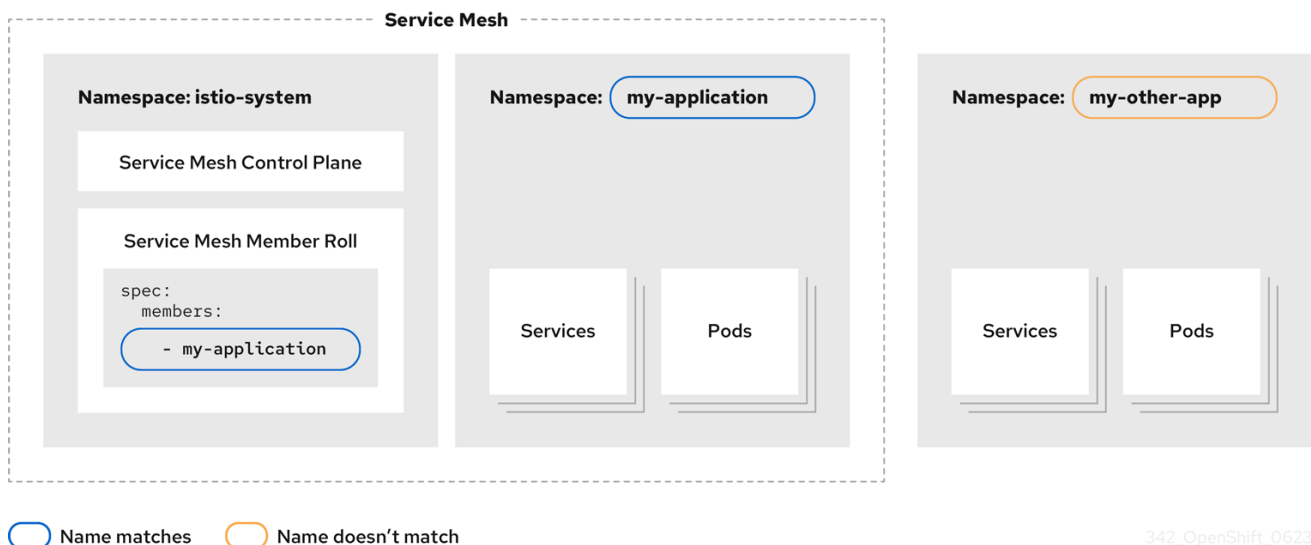 Service Mesh
Namespace: istio-system
Service Mesh Control Plane
Service Mesh Member Roll
spec:
members:
- my-application
Namespace: my-application
Services
Pods
Namespace: my-other-app
Services
Pods
Name matches
Name doesn’t match
342_OpenShift_0623